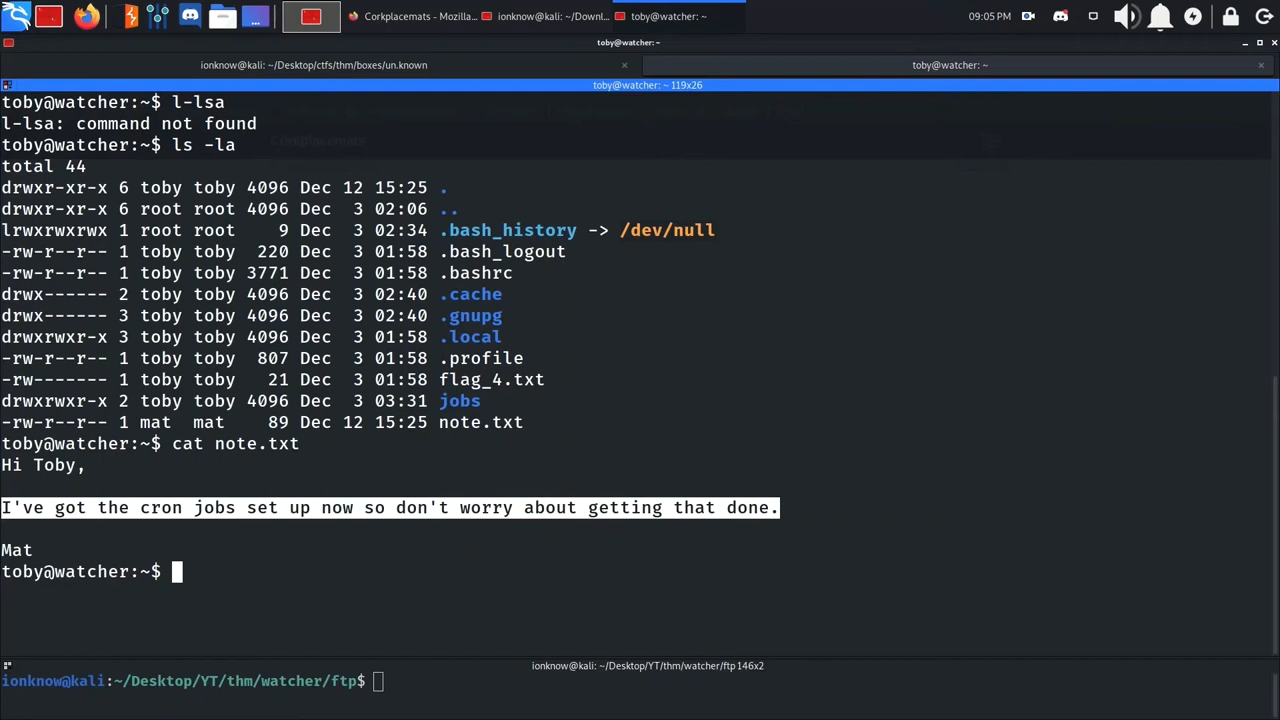 Corkplacemats - Mozilla...
ionknow@kali: ~/Downl...
toby@watcher: ~
09:05 PM
toby@watcher: ~
ionknow@kali: ~/Desktop/ctfs/thm/boxes/un.known
toby@watcher: ~
toby@watcher: ~ 119x26
toby@watcher:~$ l-lsa
l-lsa: command not found
toby@watcher:~$ ls -la
total 44
drwxr-xr-x 6 toby toby 4096 Dec 12 15:25 .
drwxr-xr-x 6 root root 4096 Dec  3 02:06 ..
lrwxrwxrwx 1 root root    9 Dec  3 02:34 .bash_history -> /dev/null
-rw-r--r-- 1 toby toby  220 Dec  3 01:58 .bash_logout
-rw-r--r-- 1 toby toby 3771 Dec  3 01:58 .bashrc
drwx------ 2 toby toby 4096 Dec  3 02:40 .cache
drwx------ 3 toby toby 4096 Dec  3 02:40 .gnupg
drwxrwxr-x 3 toby toby 4096 Dec  3 01:58 .local
-rw-r--r-- 1 toby toby  807 Dec  3 01:58 .profile
-rw------- 1 toby toby   21 Dec  3 01:58 flag_4.txt
drwxrwxr-x 2 toby toby 4096 Dec  3 03:31 jobs
-rw-r--r-- 1 mat  mat    89 Dec 12 15:25 note.txt
toby@watcher:~$ cat note.txt
Hi Toby,
I've got the cron jobs set up now so don't worry about getting that done.
Mat
toby@watcher:~$
ionknow@kali: ~/Desktop/YT/thm/watcher/ftp 146x2
ionknow@kali:~/Desktop/YT/thm/watcher/ftp$